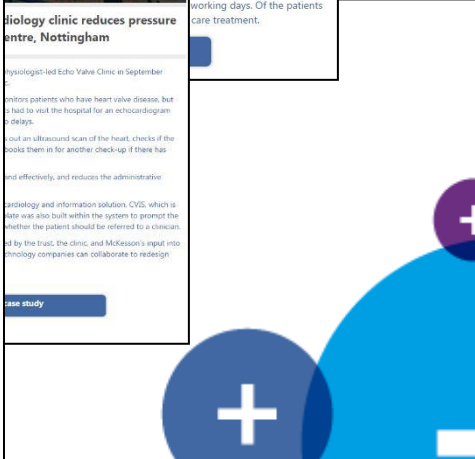 diology clinic reduces pressure
entre, Nottingham
hysiologist-led Echo Valve Clinic in September
c.
onitors patients who have heart valve disease, but
s had to visit the hospital for an echocardiogram
o delays.
s out an ultrasound scan of the heart, checks if the
books them in for another check-up if there has
and effectively, and reduces the administrative
cardiology and information solution, CVIS, which is
late was also built within the system to prompt the
whether the patient should be referred to a clinician.
ed by the trust, the clinic, and McKesson's input into
chnology companies can collaborate to redesign
case study
working days. Of the patients
care treatment.